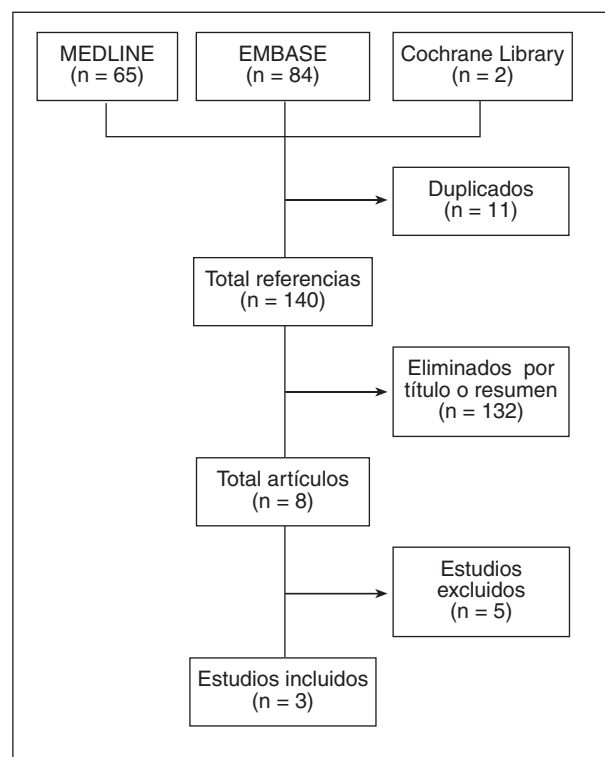 MEDLINE
(n = 65)
EMBASE
(n = 84)
Cochrane Library
(n = 2)
Duplicados
(n = 11)
Total referencias
(n = 140)
Eliminados por
título o resumen
(n = 132)
Total artículos
(n = 8)
Estudios
excluidos
(n = 5)
Estudios incluidos
(n = 3)